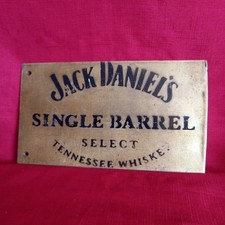 JACK DANIEL'S
SINGLE BARREL
SELECT
TENNESSEE WHISKEY